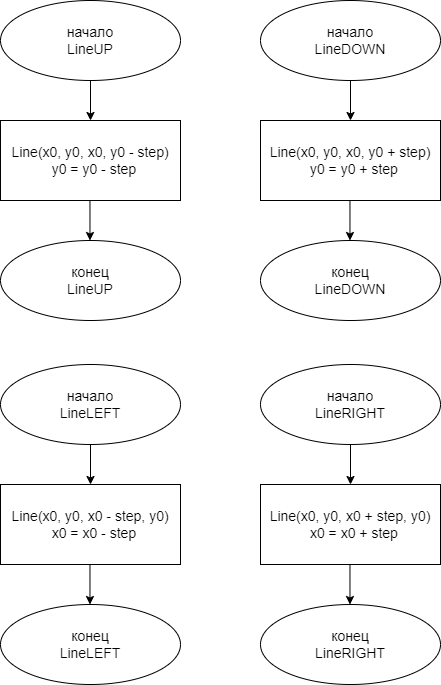 начало
LineUP
Line(x0, y0, x0, y0 - step)
y0 = y0 - step
конец
LineUP
начало
LineDOWN
Line(x0, y0, x0, y0 + step)
y0 = y0 + step
конец
LineDOWN
начало
LineLEFT
Line(x0, y0, x0 - step, y0)
x0 = x0 - step
конец
LineLEFT
начало
LineRIGHT
Line(x0, y0, x0 + step, y0)
x0 = x0 + step
конец
LineRIGHT